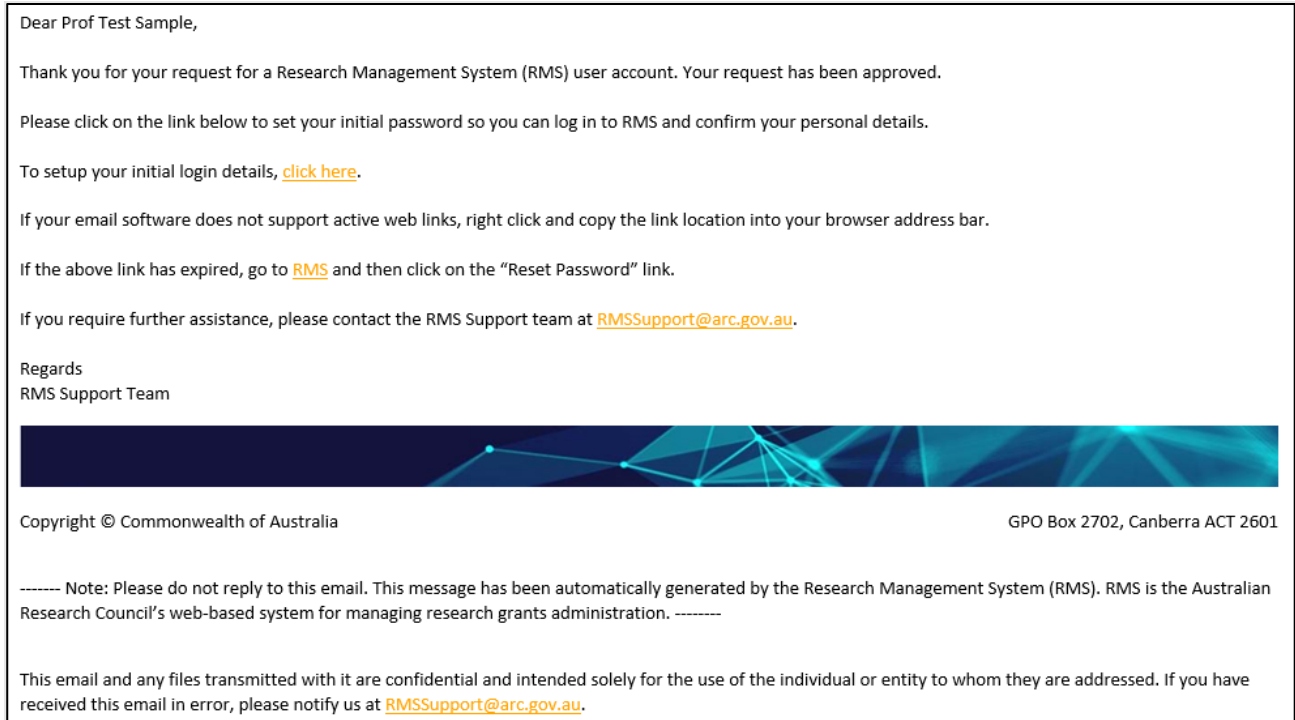 Dear Prof Test Sample,
Thank you for your request for a Research Management System (RMS) user account. Your request has been approved.
Please click on the link below to set your initial password so you can log in to RMS and confirm your personal details.
To setup your initial login details, click here.
If your email software does not support active web links, right click and copy the link location into your browser address bar.
If the above link has expired, go to RMS and then click on the “Reset Password” link.
If you require further assistance, please contact the RMS Support team at RMSSupport@arc.gov.au.
Regards
RMS Support Team
Copyright © Commonwealth of Australia GPO Box 2702, Canberra ACT 2601
------- Note: Please do not reply to this email. This message has been automatically generated by the Research Management System (RMS). RMS is the Australian
Research Council’s web-based system for managing research grants administration. --------
This email and any files transmitted with it are confidential and intended solely for the use of the individual or entity to whom they are addressed. If you have
received this email in error, please notify us at RMSSupport@arc.gov.au.